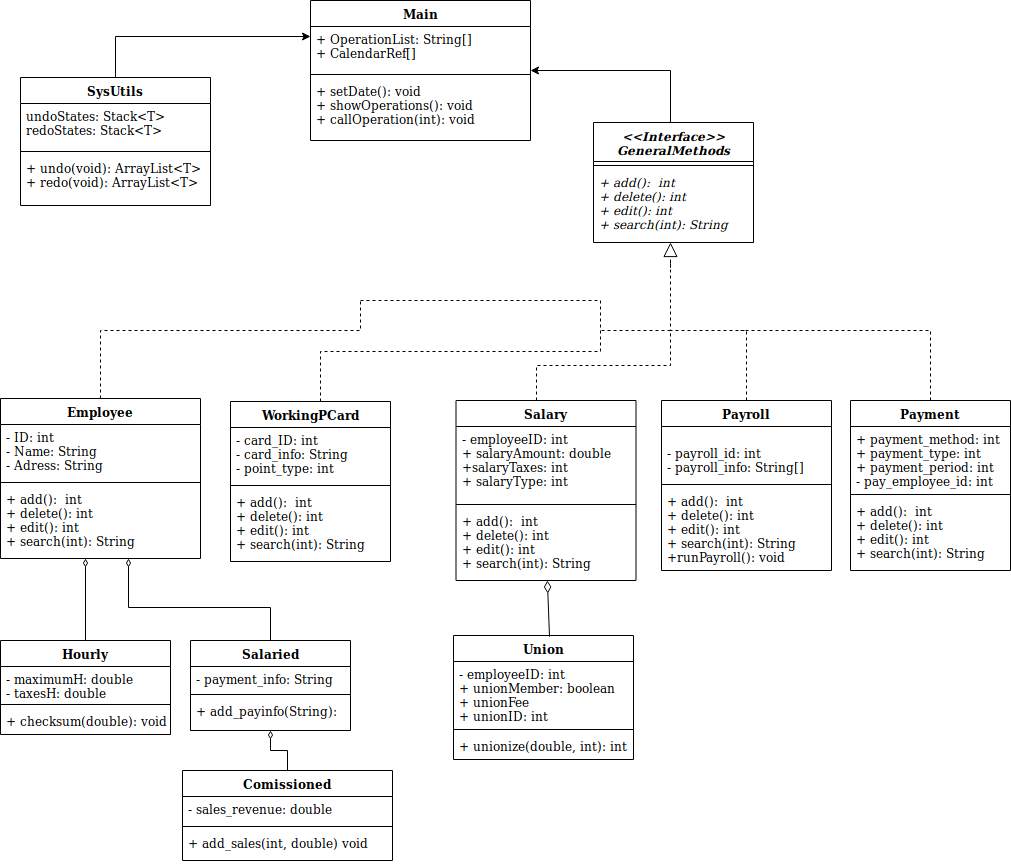 Main
+ OperationList: String[]
+ CalendarRef[]
+ setDate(): void
+ showOperations(): void
+ callOperation(int): void
SysUtils
undoStates: Stack<T>
redoStates: Stack<T>
+ undo(void): ArrayList<T>
+ redo(void): ArrayList<T>
<<Interface>>
GeneralMethods
+ add():  int
+ delete(): int
+ edit(): int
+ search(int): String
Employee
- ID: int
- Name: String
- Adress: String
+ add():  int
+ delete(): int
+ edit(): int
+ search(int): String
WorkingPCard
- card_ID: int
- card_info: String
- point_type: int
+ add():  int
+ delete(): int
+ edit(): int
+ search(int): String
Salary
- employeeID: int
+ salaryAmount: double
+salaryTaxes: int
+ salaryType: int
+ add():  int
+ delete(): int
+ edit(): int
+ search(int): String
Payroll
- payroll_id: int
- payroll_info: String[]
+ add():  int
+ delete(): int
+ edit(): int
+ search(int): String
+runPayroll(): void
Payment
+ payment_method: int
+ payment_type: int
+ payment_period: int
- pay_employee_id: int
+ add():  int
+ delete(): int
+ edit(): int
+ search(int): String
Hourly
- maximumH: double
- taxesH: double
+ checksum(double): void
Salaried
- payment_info: String
+ add_payinfo(String):
Union
- employeeID: int
+ unionMember: boolean
+ unionFee
+ unionID: int
+ unionize(double, int): int
Comissioned
- sales_revenue: double
+ add_sales(int, double) void